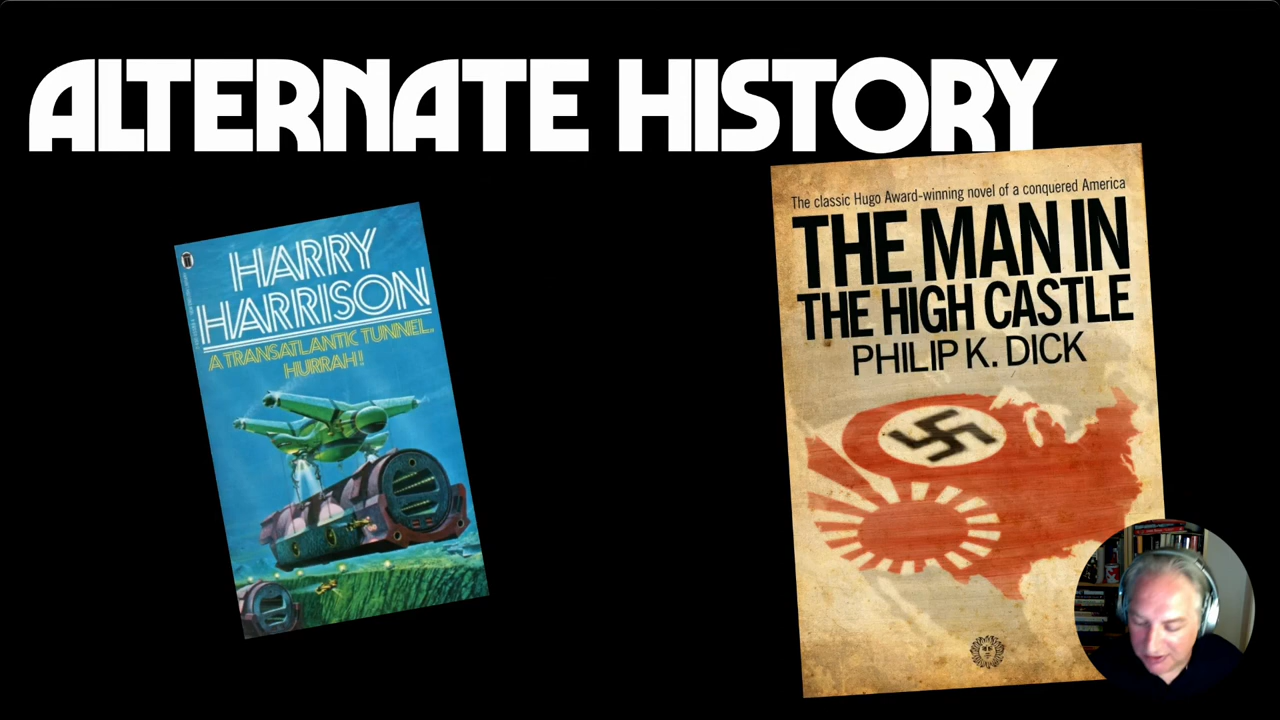 ALTERNATE HISTORY
HARRY
HARRISON
A TRANSATLANTIC TUNNEL,
HURRAH!
The classic Hugo Award-winning novel of a conquered America
THE MAN IN
THE HIGH CASTLE
PHILIP K. DICK